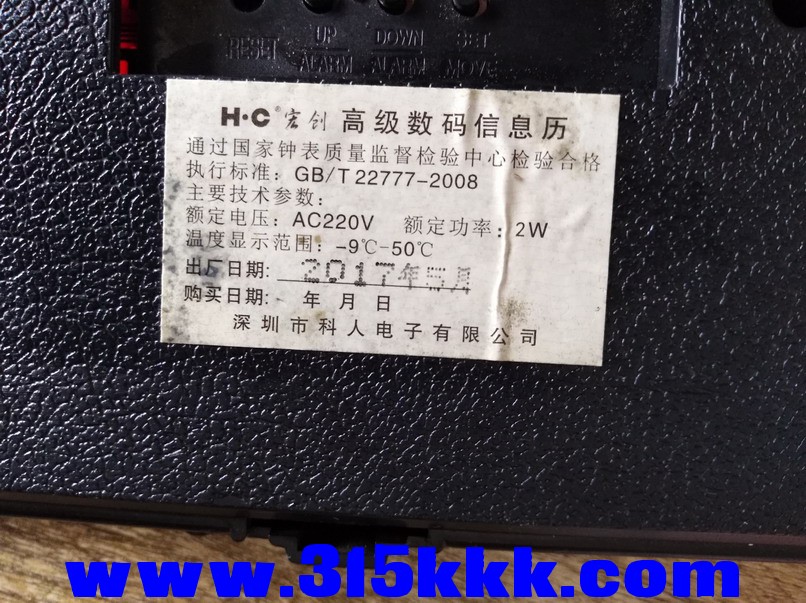 RESET
UP ALARM
DOWN ALARM
SET MOVE
H·C® 宏创 高级数码信息历
通过国家钟表质量监督检验中心检验合格
执行标准: GB/T 22777-2008
主要技术参数:
额定电压: AC220V 额定功率: 2W
温度显示范围: -9℃-50℃
出厂日期: 2017年5月
购买日期: 年 月 日
深圳市科人电子有限公司
www.315kkk.com